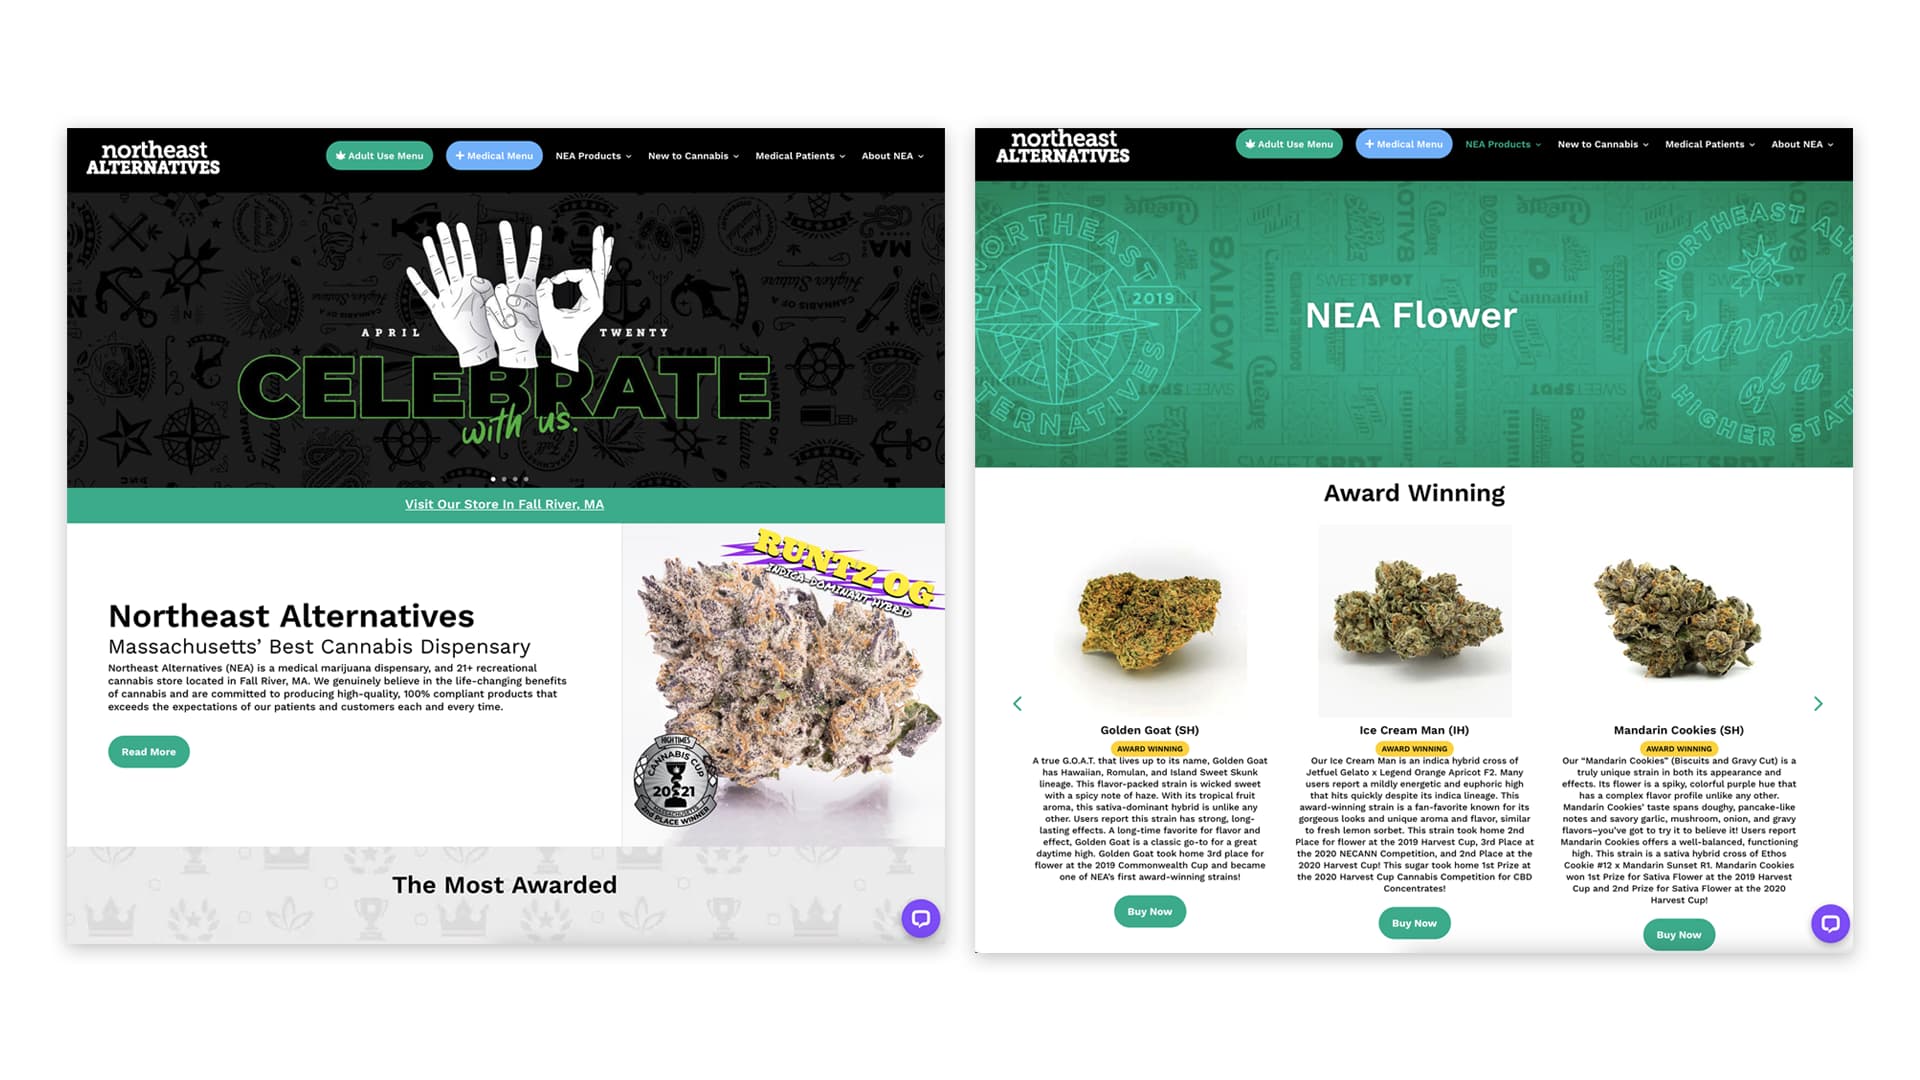 northeast
ALTERNATIVES
Adult Use Menu
Medical Menu
NEA Products
New to Cannabis
Medical Patients
About NEA
APRIL
TWENTY
CELEBRATE
with us.
Visit Our Store In Fall River, MA
Northeast Alternatives
Massachusetts’ Best Cannabis Dispensary
Northeast Alternatives (NEA) is a medical marijuana dispensary, and 21+ recreational
cannabis store located in Fall River, MA. We genuinely believe in the life-changing benefits
of cannabis and are committed to producing high-quality, 100% compliant products that
exceeds the expectations of our patients and customers each and every time.
Read More
RUNTZ OG
INDICA-DOMINANT HYBRID
HIGH TIMES
CANNABIS CUP
2021
MASSACHUSETTS
2nd PLACE WINNER
The Most Awarded
northeast
ALTERNATIVES
Adult Use Menu
Medical Menu
NEA Products
New to Cannabis
Medical Patients
About NEA
NORTHEAST
2019
NEA Flower
Award Winning
Golden Goat (SH)
AWARD WINNING
A true G.O.A.T. that lives up to its name, Golden Goat
has Hawaiian, Romulan, and Island Sweet Skunk
lineage. This flavor-packed strain is wicked sweet
with a spicy note of haze. With its tropical fruit
aroma, this sativa-dominant hybrid is unlike any
other. Users report this strain has strong, long-
lasting effects. A long-time favorite for flavor and
effect, Golden Goat is a classic go-to for a great
daytime high. Golden Goat took home 3rd place for
flower at the 2019 Commonwealth Cup and became
one of NEA’s first award-winning strains!
Buy Now
Ice Cream Man (IH)
AWARD WINNING
Our Ice Cream Man is an indica hybrid cross of
Jetfuel Gelato x Legend Orange Apricot F2. Many
users report a mildly energetic and euphoric high
that hits quickly despite its indica lineage. This
award-winning strain is a fan-favorite known for its
gorgeous looks and unique aroma and flavor, similar
to fresh lemon sorbet. This strain took home 2nd
Place for flower at the 2019 Harvest Cup, 3rd Place at
the 2020 NECANN Competition, and 2nd Place at the
2020 Harvest Cup! This sugar took home 1st Prize at
the 2020 Harvest Cup Cannabis Competition for CBD
Concentrates!
Buy Now
Mandarin Cookies (SH)
AWARD WINNING
Our “Mandarin Cookies” (Biscuits and Gravy Cut) is a
truly unique strain in both its appearance and
effects. Its flower is a spiky, colorful purple hue that
has a complex flavor profile unlike any other.
Mandarin Cookies’ taste spans doughy, pancake-like
notes and savory garlic, mushroom, onion, and gravy
flavors–you’ve got to try it to believe it! Users report
Mandarin Cookies offers a well-balanced, functioning
high. This strain is a sativa hybrid cross of Ethos
Cookie #12 x Mandarin Sunset R1. Mandarin Cookies
won 1st Prize for Sativa Flower at the 2019 Harvest
Cup and 2nd Prize for Sativa Flower at the 2020
Harvest Cup!
Buy Now